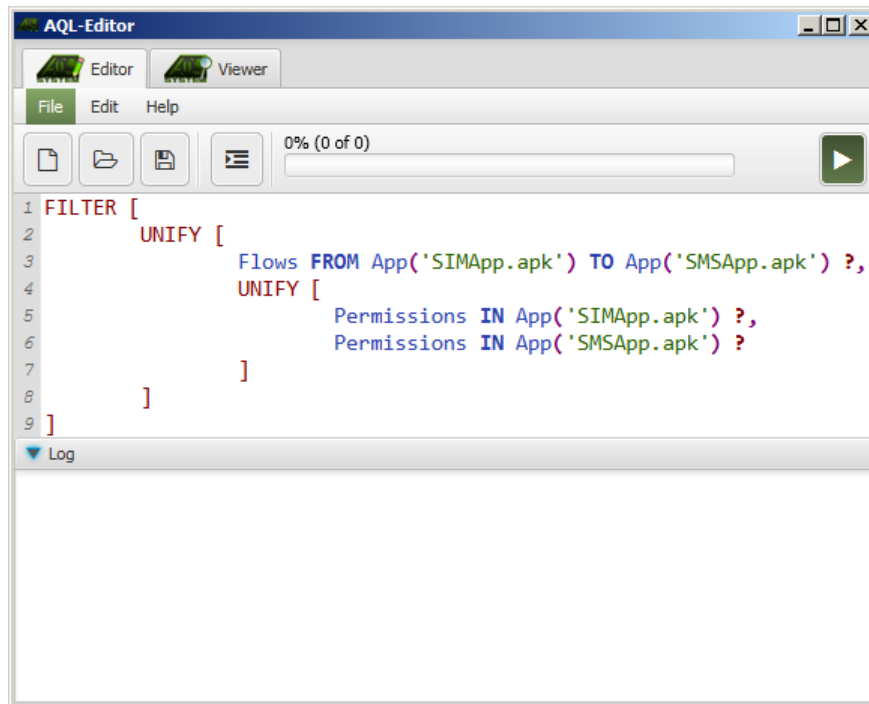 AQL-Editor
Editor Viewer
File Edit Help
0% (0 of 0)
1 FILTER [
2 UNIFY [
3 Flows FROM App('SIMApp.apk') TO App('SMSApp.apk') ?,
4 UNIFY [
5 Permissions IN App('SIMApp.apk') ?,
6 Permissions IN App('SMSApp.apk') ?
7 ]
8 ]
9 ]
Log